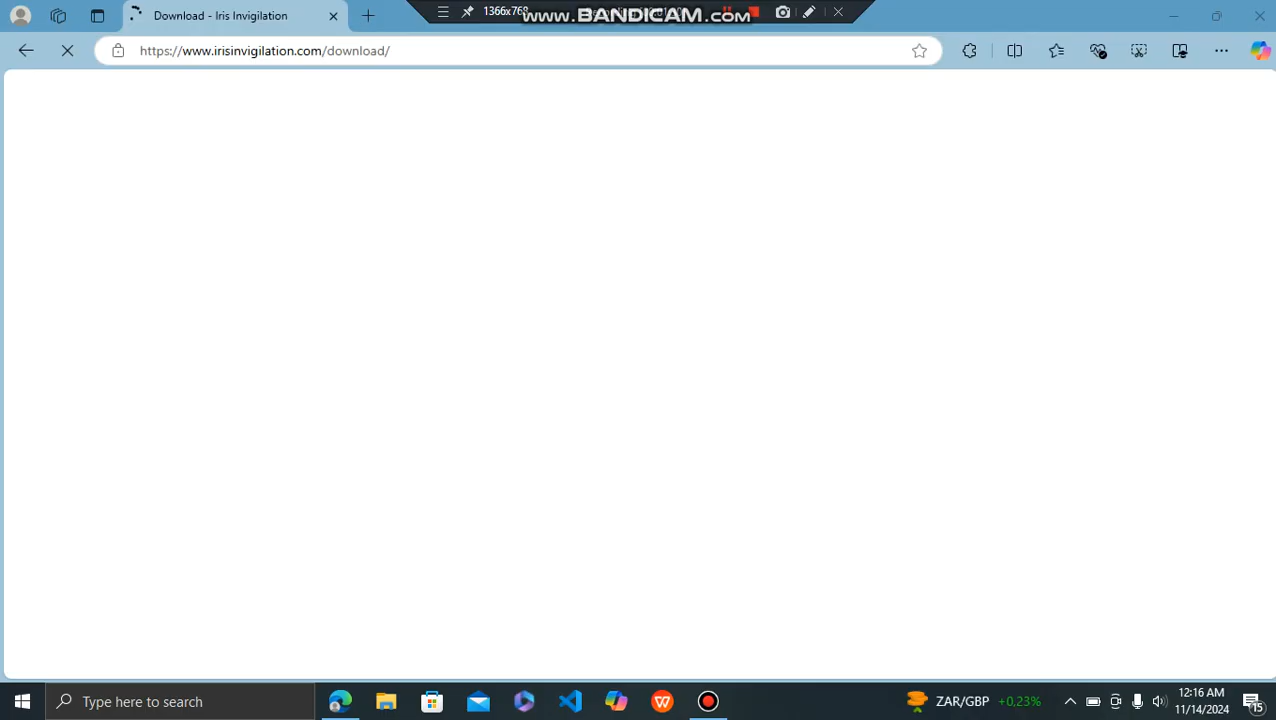 Download - Iris Invigilation
1366x768
www.BANDICAM.com
https://www.irisinvigilation.com/download/
Type here to search
ZAR/GBP +0,23%
12:16 AM
11/14/2024
15